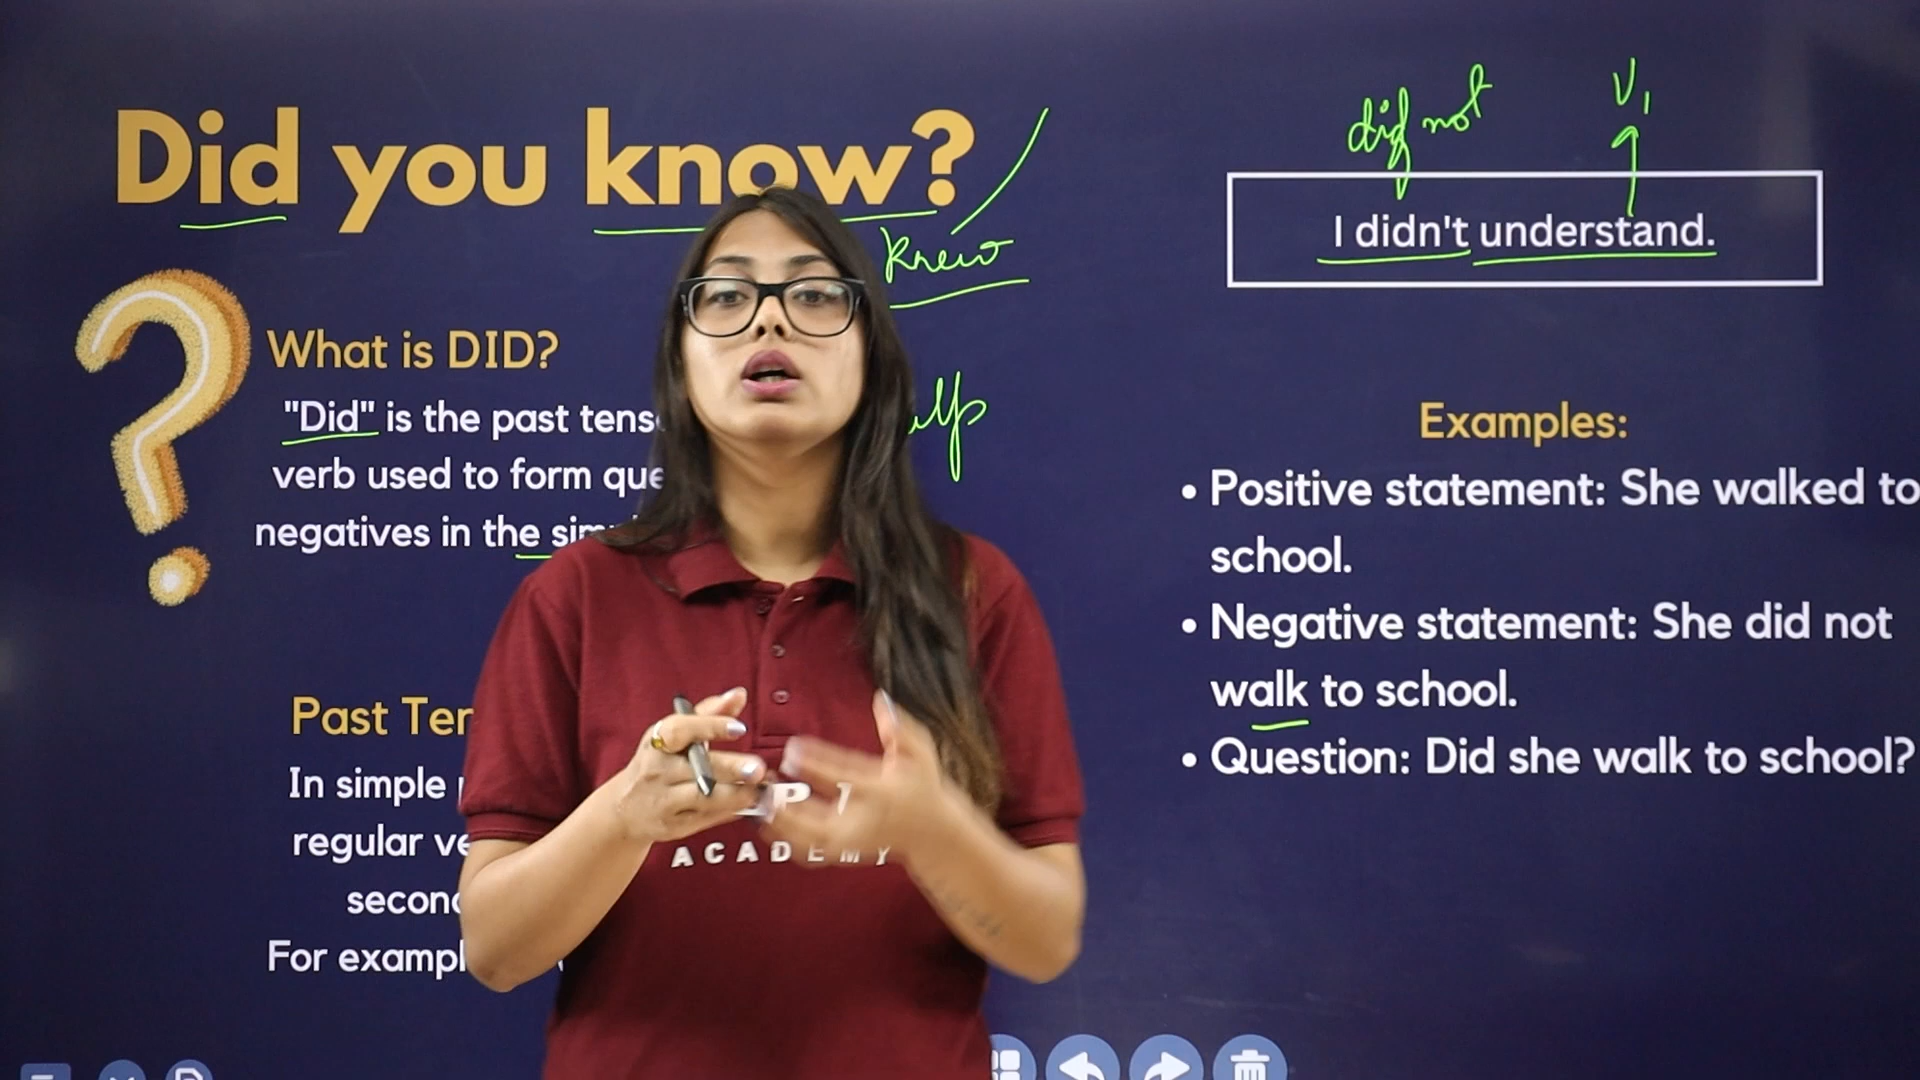 Did you know?
knew
What is DID?
"Did" is the past tens
verb used to form que
negatives in the sim
Past Ter
In simple
regular ve
secon
For exampl
did not
V1
I didn't understand.
Examples:
• Positive statement: She walked to
school.
• Negative statement: She did not
walk to school.
• Question: Did she walk to school?
ACADEMY